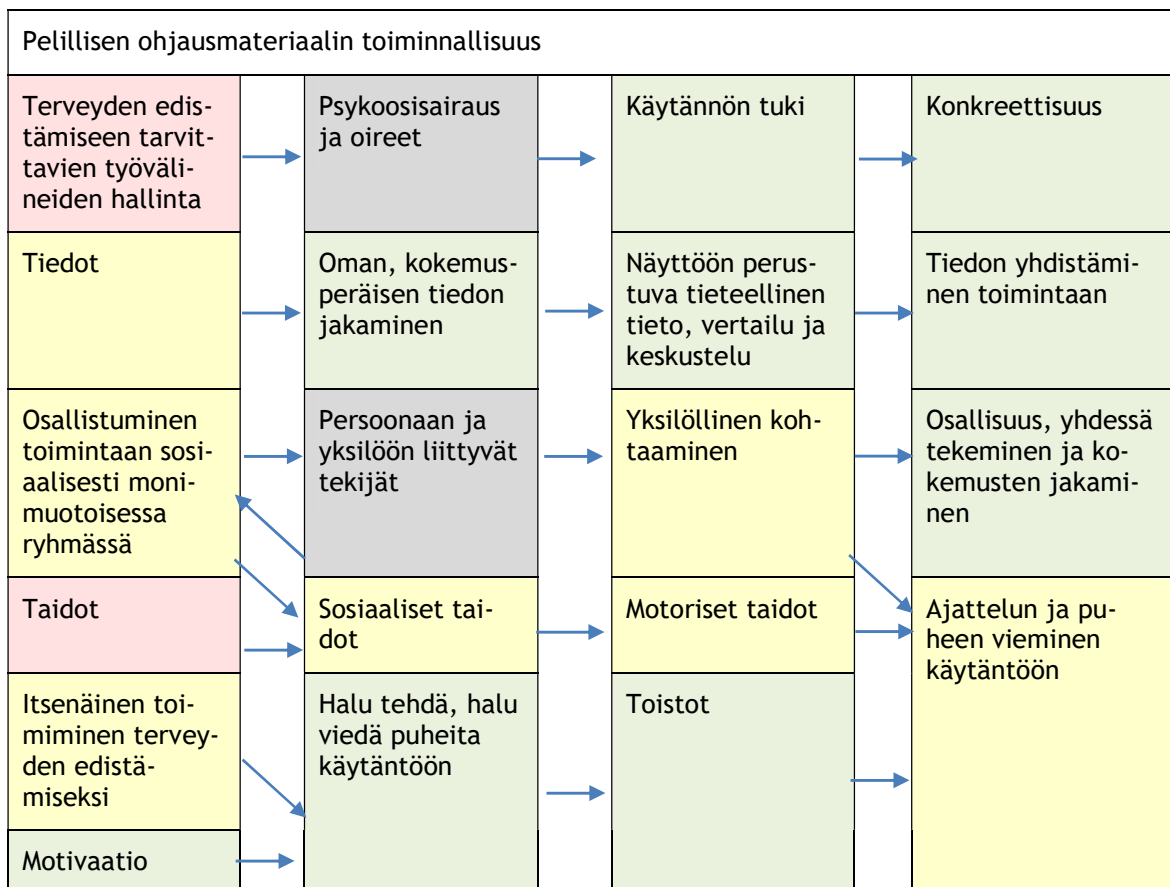 Pelillisen ohjausmateriaalin toiminnallisuus
Terveyden edis-
tämiseen tarvit-
tavien työväli-
neiden hallinta
Psykoosisairaus
ja oireet
Käytännön tuki
Konkreettisuus
Tiedot
Oman, kokemus-
peräisen tiedon
jakaminen
Näyttöön perus-
tuva tieteellinen
tieto, vertailu ja
keskustelu
Tiedon yhdistämi-
nen toimintaan
Osallistuminen
toimintaan sosi-
aalisesti moni-
muotoisessa
ryhmässä
Persoonaan ja
yksilöön liittyvät
tekijät
Yksilöllinen koh-
taaminen
Osallisuus, yhdessä
tekeminen ja ko-
kemusten jakami-
nen
Taidot
Sosiaaliset tai-
dot
Motoriset taidot
Ajattelun ja pu-
heen vieminen
käytäntöön
Itsenäinen toi-
miminen tervey-
den edistä-
miseksi
Halu tehdä, halu
viedä puheita
käytäntöön
Toistot
Motivaatio